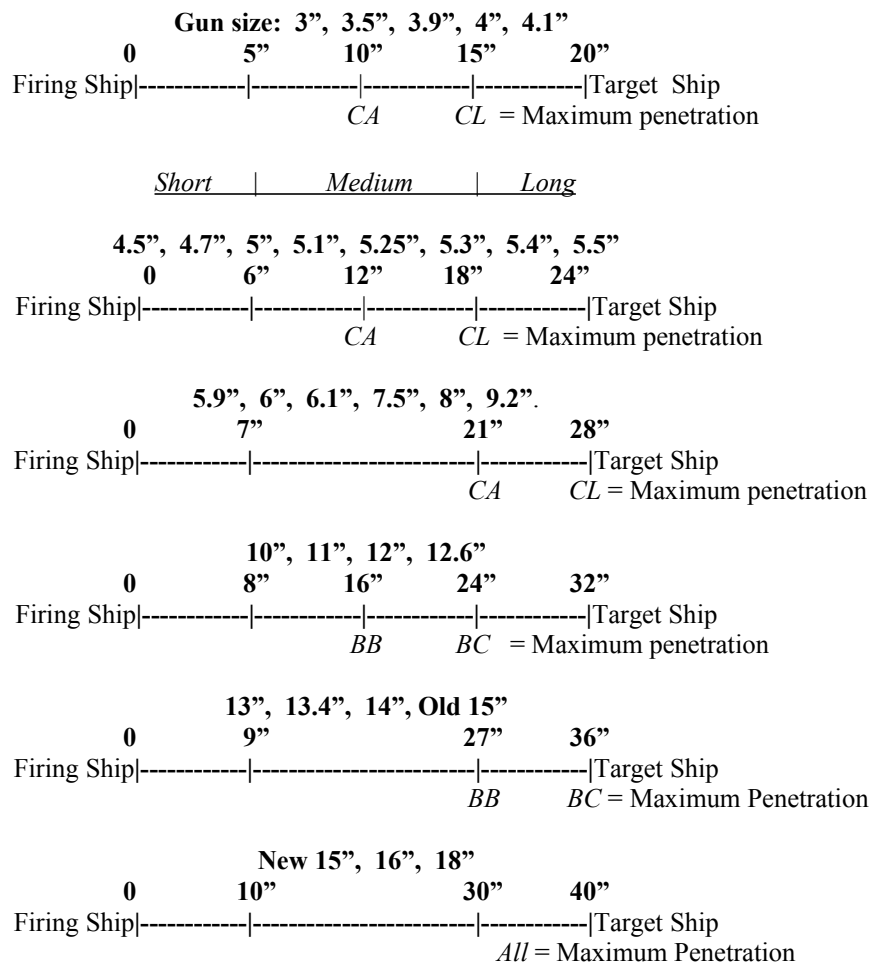 Gun size: 3”, 3.5”, 3.9”, 4”, 4.1”
0 5” 10” 15” 20”
Firing Ship|------------|------------|------------|------------|Target Ship
CA CL = Maximum penetration
Short | Medium | Long
4.5”, 4.7”, 5”, 5.1”, 5.25”, 5.3”, 5.4”, 5.5”
0 6” 12” 18” 24”
Firing Ship|------------|------------|------------|------------|Target Ship
CA CL = Maximum penetration
5.9”, 6”, 6.1”, 7.5”, 8”, 9.2”.
0 7” 21” 28”
Firing Ship|------------|-------------------------|------------|Target Ship
CA CL = Maximum penetration
10”, 11”, 12”, 12.6”
0 8” 16” 24” 32”
Firing Ship|------------|------------|------------|------------|Target Ship
BB BC = Maximum penetration
13”, 13.4”, 14”, Old 15”
0 9” 27” 36”
Firing Ship|------------|-------------------------|------------|Target Ship
BB BC = Maximum Penetration
New 15”, 16”, 18”
0 10” 30” 40”
Firing Ship|------------|-------------------------|------------|Target Ship
All = Maximum Penetration